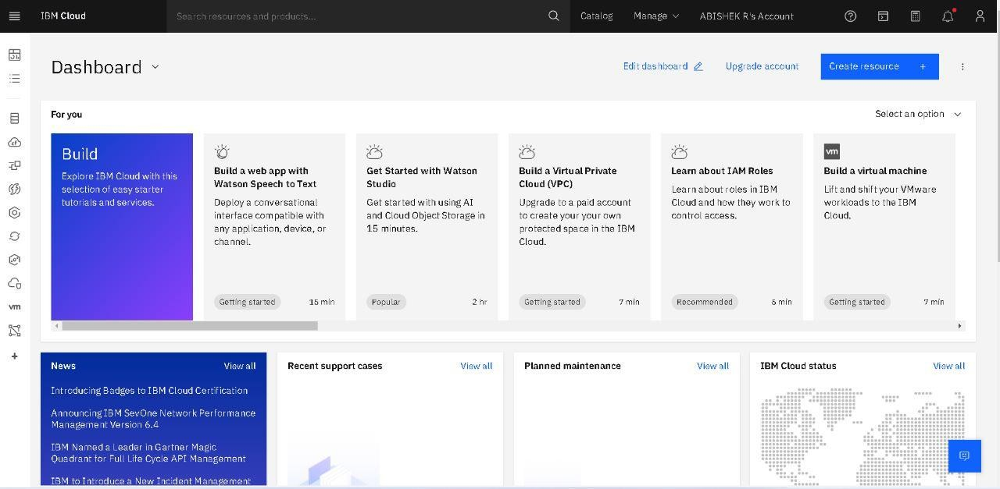 IBM Cloud
Search resources and products...
Catalog
Manage
ABISHEK R's Account
Dashboard
Edit dashboard
Upgrade account
Create resource +
For you
Select an option
Build
Explore IBM Cloud with this
selection of easy starter
tutorials and services.
Build a web app with
Watson Speech to Text
Deploy a conversational
interface compatible with
any application, device, or
channel.
Getting started
15 min
Get Started with Watson
Studio
Get started with using AI
and Cloud Object Storage in
15 minutes.
Popular
2 hr
Build a Virtual Private
Cloud (VPC)
Upgrade to a paid account
to create your your own
protected space in the IBM
Cloud.
Getting started
7 min
Learn about IAM Roles
Learn about roles in IBM
Cloud and how they work to
control access.
Recommended
5 min
vm
Build a virtual machine
Lift and shift your VMware
workloads to the IBM
Cloud.
Getting started
7 min
vm
News
View all
Introducing Badges to IBM Cloud Certification
Announcing IBM SevOne Network Performance
Management Version 6.4
IBM Named a Leader in Gartner Magic
Quadrant for Full Life Cycle API Management
IBM to Introduce a New Incident Management
Recent support cases
View all
Planned maintenance
View all
IBM Cloud status
View all